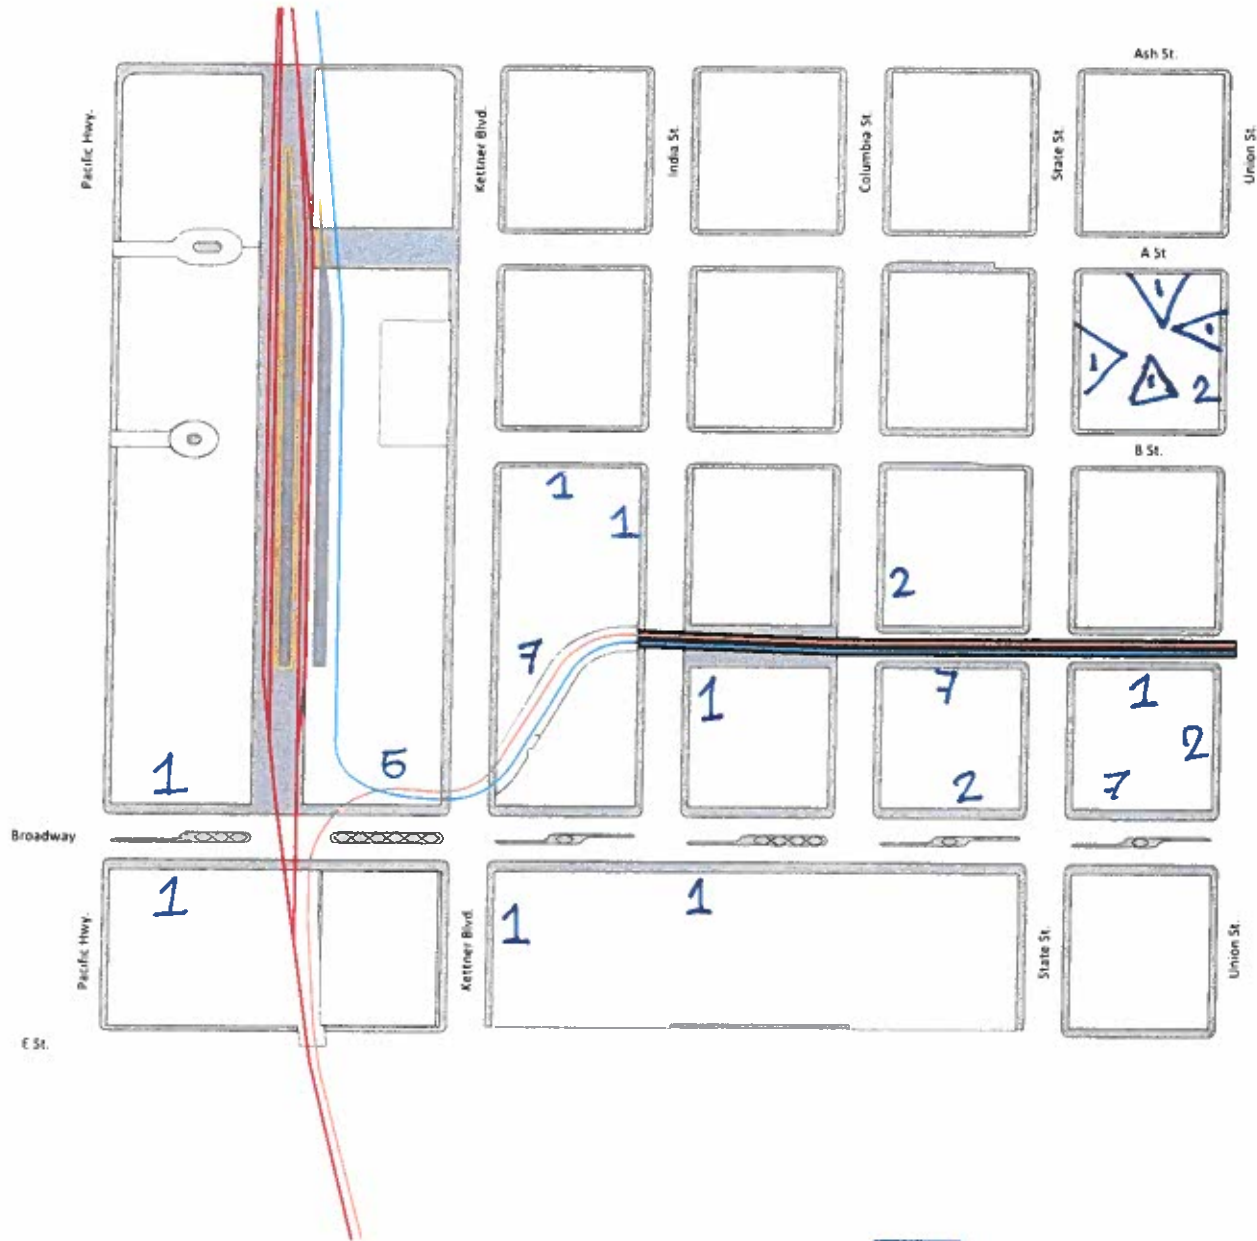 Ash St.
Pacific Hwy.
Kettner Blvd.
India St.
Columbia St.
State St.
Union St.
A St
1
1
1
1
2
B St.
1
1
2
7
1
7
1
2
5
1
2
7
Broadway
1
1
1
Pacific Hwy.
Kettner Blvd.
State St.
Union St.
E St.